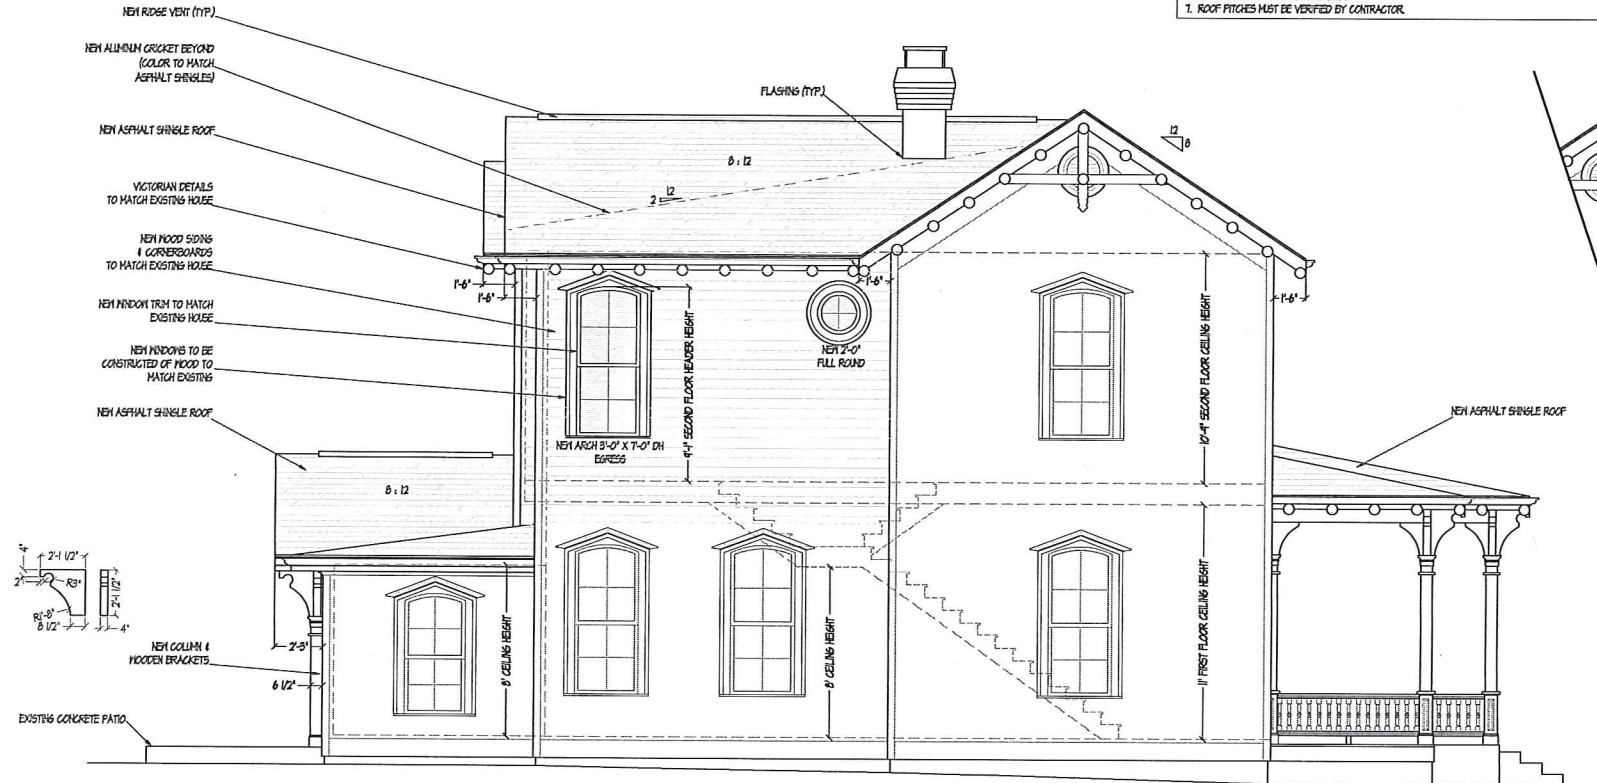 7. ROOF PITCHES MUST BE VERIFIED BY CONTRACTOR.
NEW RIDGE VENT (TYP.)
NEW ALUMINUM CRICKET BEYOND
(COLOR TO MATCH
ASPHALT SHINGLES)
FLASHING (TYP.)
NEW ASPHALT SHINGLE ROOF
8 : 12
12
8
12
2
VICTORIAN DETAILS
TO MATCH EXISTING HOUSE
NEW WOOD SIDING
& CORNERBOARDS
TO MATCH EXISTING HOUSE
1'-6"
1'-6"
1'-6"
1'-6"
NEW WINDOW TRIM TO MATCH
EXISTING HOUSE
NEW WINDOWS TO BE
CONSTRUCTED OF WOOD TO
MATCH EXISTING
NEW 2'-0"
FULL ROUND
9'-1" SECOND FLOOR HEADER HEIGHT
10'-4" SECOND FLOOR CEILING HEIGHT
NEW ASPHALT SHINGLE ROOF
NEW ASPHALT SHINGLE ROOF
NEW ARCH 3'-0" X 7'-0" DH
EGRESS
8 : 12
4"
2'-1 1/2"
2"
R3"
2'-1 1/2"
R1'-8"
8 1/2"
4"
8' CEILING HEIGHT
8' CEILING HEIGHT
11' FIRST FLOOR CEILING HEIGHT
2'-3"
NEW COLUMN &
WOODEN BRACKETS
6 1/2"
EXISTING CONCRETE PATIO